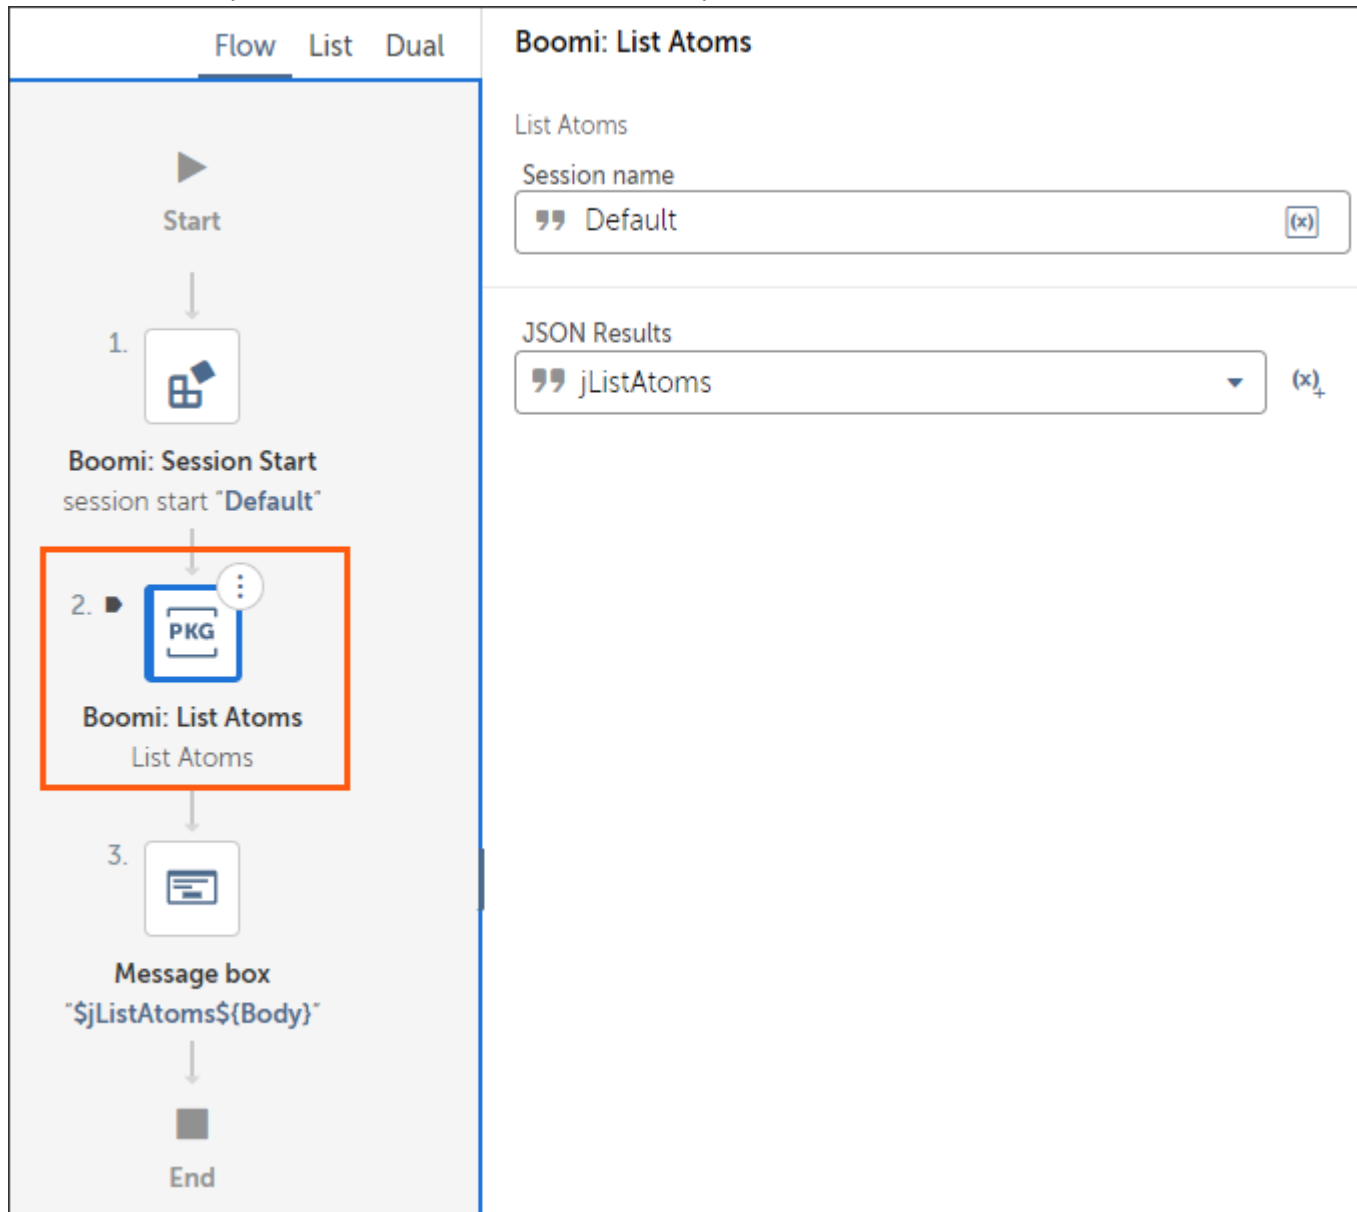 Flow List Dual
Start
1.
Boomi: Session Start
session start "Default"
2.
PKG
Boomi: List Atoms
List Atoms
3.
Message box
"$jListAtoms${Body}"
End
Boomi: List Atoms
List Atoms
Session name
Default
(x)
JSON Results
jListAtoms
(x)+